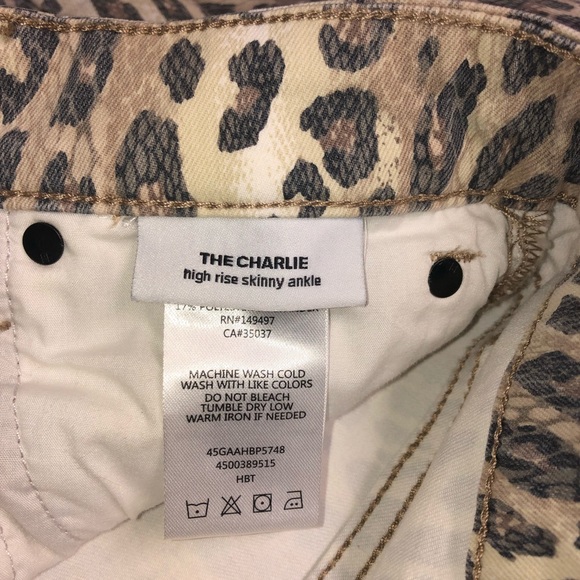 THE CHARLIE
high rise skinny ankle
17%
RN#149497
CA#35037
MACHINE WASH COLD
WASH WITH LIKE COLORS
DO NOT BLEACH
TUMBLE DRY LOW
WARM IRON IF NEEDED
45GAAHBP5748
4500389515
HBT